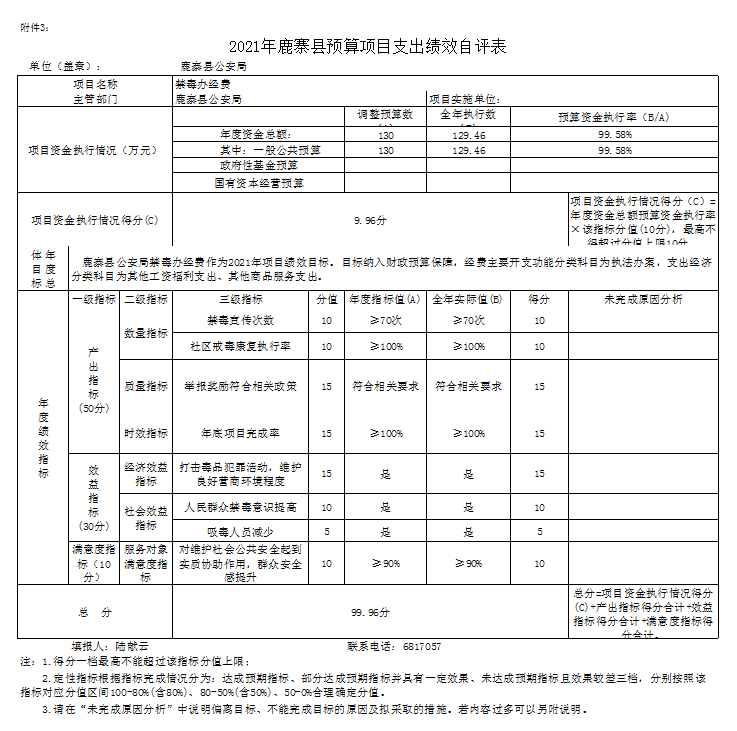 附件3:
2021年鹿寨县预算项目支出绩效自评表
单位（盖章）： 鹿寨县公安局
项目名称 禁毒办经费
主管部门 鹿寨县公安局 项目实施单位:
调整预算数 全年执行数 预算资金执行率（B/A）
项目资金执行情况（万元）
年度资金总额: 130 129.46 99.58%
其中: 一般公共预算 130 129.46 99.58%
政府性基金预算
国有资本经营预算
项目资金执行情况得分(C) 9.96分
项目资金执行情况得分（C）=
年度资金总额预算资金执行率
×该指标分值(10分)，最高不
得超过分值上限10分
体年
目度
标总
鹿寨县公安局禁毒办经费作为2021年项目绩效目标。目标纳入财政预算保障，经费主要开支功能分类科目为执法办案，支出经济
分类科目为其他工资福利支出、其他商品服务支出。
年度绩效指标
一级指标 二级指标 三级指标 分值 年度指标值(A) 全年实际值(B) 得分 未完成原因分析
产出指标(50分)
数量指标
禁毒宣传次数 10 ≥70次 ≥70次 10
社区戒毒康复执行率 10 ≥100% ≥100% 10
质量指标 举报奖励符合相关政策 15 符合相关要求 符合相关要求 15
时效指标 年底项目完成率 15 ≥100% ≥100% 15
效益指标(30分)
经济效益
指标
打击毒品犯罪活动，维护
良好营商环境程度
15 是 是 15
社会效益
指标
人民群众禁毒意识提高 10 是 是 10
吸毒人员减少 5 是 是 5
满意度指
标（10
分）
服务对象
满意度指
标
对维护社会公共安全起到
实质协助作用，群众安全
感提升
10 ≥90% ≥90% 10
总 分 99.96分
总分=项目资金执行情况得分
(C)+产出指标得分合计+效益
指标得分合计+满意度指标得
分合计。
填报人: 陆献云 联系电话: 6817057
注: 1.得分一档最高不能超过该指标分值上限；
2.定性指标根据指标完成情况分为: 达成预期指标、部分达成预期指标并具有一定效果、未达成预期指标且效果较差三档，分别按照该
指标对应分值区间100-80%(含80%)、80-50%(含50%)、50-0%合理确定分值。
3.请在“未完成原因分析”中说明偏离目标、不能完成目标的原因及拟采取的措施。若内容过多可以另附说明。